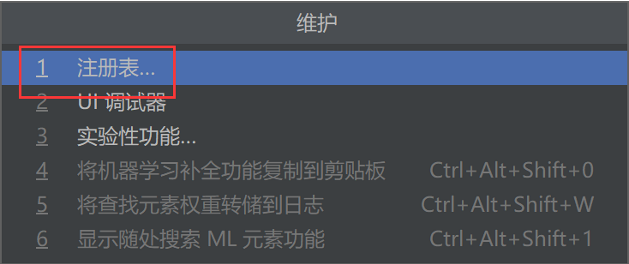 维护
1 注册表...
2 UI 调试器
3 实验性功能...
4 将机器学习补全功能复制到剪贴板 Ctrl+Alt+Shift+0
5 将查找元素权重转储到日志 Ctrl+Alt+Shift+W
6 显示随处搜索 ML 元素功能 Ctrl+Alt+Shift+1